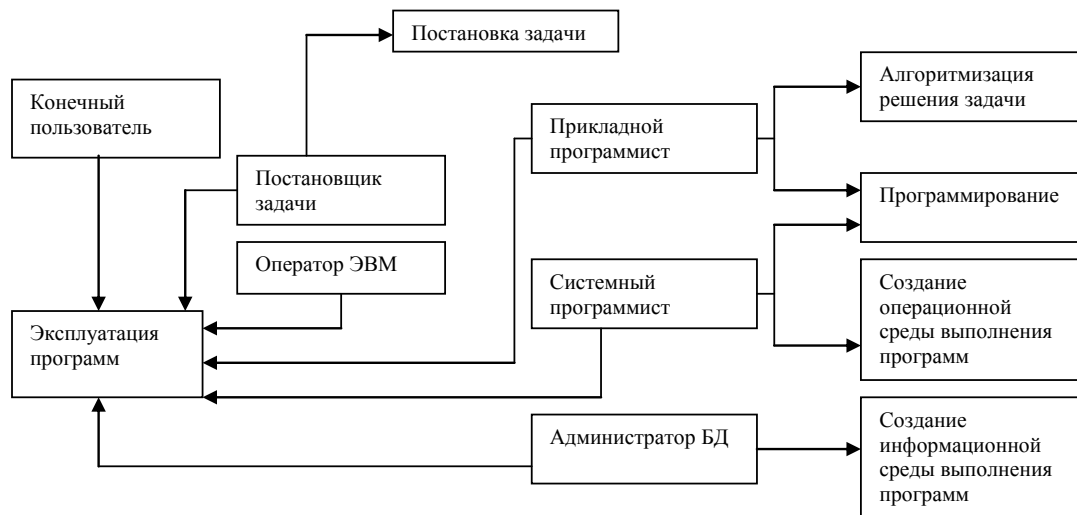 Постановка задачи
Конечный
пользователь
Постановщик
задачи
Оператор ЭВМ
Эксплуатация
программ
Прикладной
программист
Системный
программист
Администратор БД
Алгоритмизация
решения задачи
Программирование
Создание
операционной
среды выполнения
программ
Создание
информационной
среды выполнения
программ